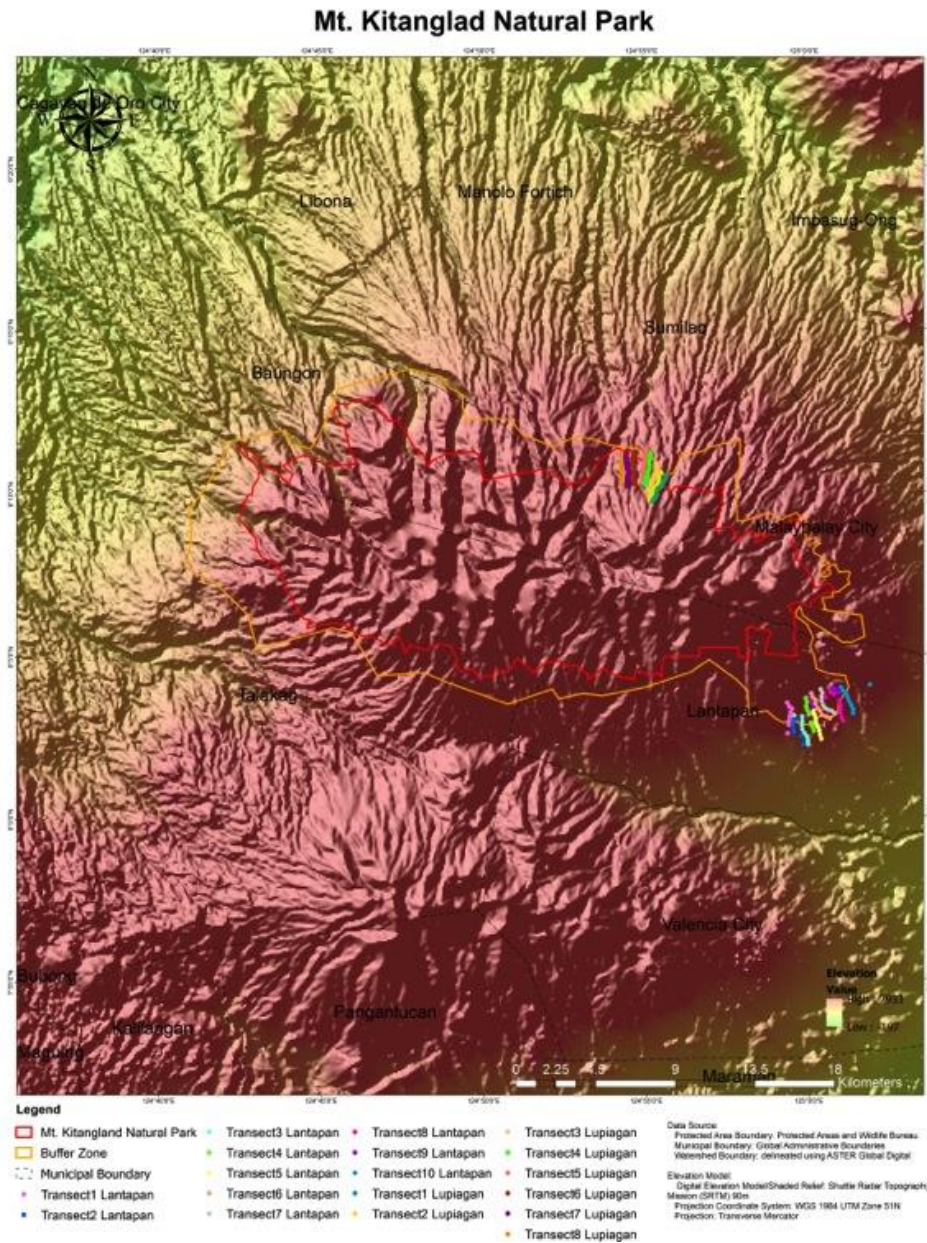 Mt. Kitanglad Natural Park
Cagayan de Oro City
Libona
Manolo Fortich
Impasug-Ong
Sumilao
Baungon
Malaybalay City
Talakag
Lantapan
Valencia City
Pangantucan
Kalilangan
Elevation
Value
0 2.25 4.5 9 13.5 18
Kilometers
Legend
Mt. Kitangland Natural Park
Buffer Zone
Municipal Boundary
Transect1 Lantapan
Transect2 Lantapan
Transect3 Lantapan
Transect4 Lantapan
Transect5 Lantapan
Transect6 Lantapan
Transect7 Lantapan
Transect8 Lantapan
Transect9 Lantapan
Transect10 Lantapan
Transect1 Lupiagan
Transect2 Lupiagan
Transect3 Lupiagan
Transect4 Lupiagan
Transect5 Lupiagan
Transect6 Lupiagan
Transect7 Lupiagan
Transect8 Lupiagan
Data Source:
Protected Area Boundary: Protected Areas and Wildlife Bureau
Municipal Boundary: Global Administrative Boundaries
Watershed Boundary: delineated using ASTER Global Digital
Elevation Model:
Digital Elevation Model/Shaded Relief: Shuttle Radar Topography
Mission (SRTM) 90m
Projection Coordinate System: WGS 1984 UTM Zone 51N
Projection: Transverse Mercator